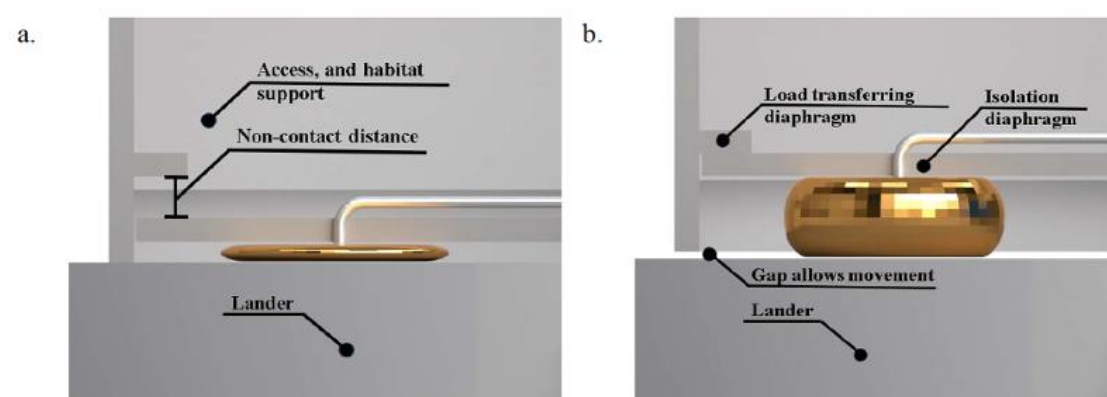 a.
Access, and habitat
support
Non-contact distance
Lander
b.
Load transferring
diaphragm
Isolation
diaphragm
Gap allows movement
Lander